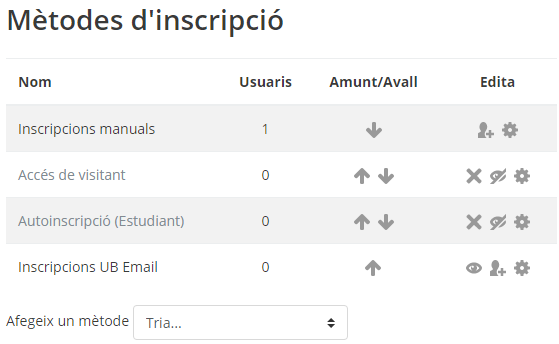 Mètodes d'inscripció
Nom Usuaris Amunt/Avall Edita
Inscripcions manuals 1
Accés de visitant 0
Autoinscripció (Estudiant) 0
Inscripcions UB Email 0
Afegeix un mètode Tria...